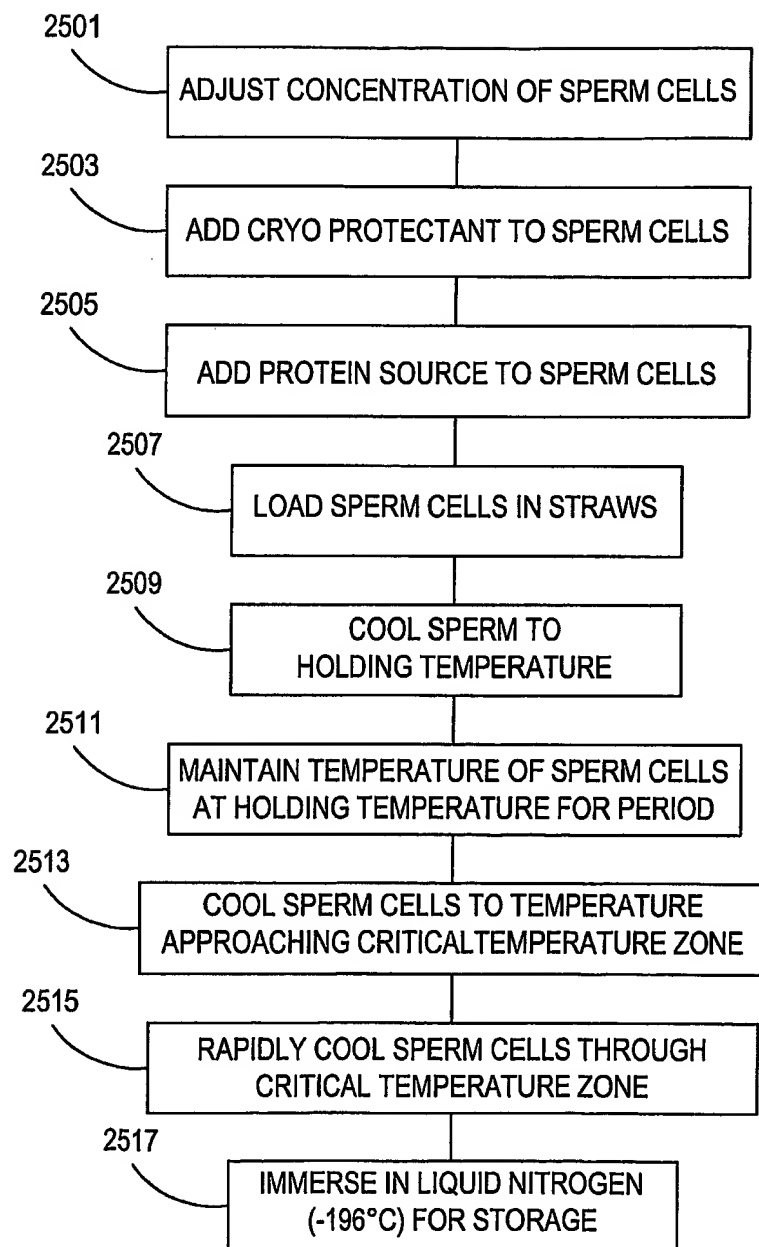 2501
ADJUST CONCENTRATION OF SPERM CELLS
2503
ADD CRYO PROTECTANT TO SPERM CELLS
2505
ADD PROTEIN SOURCE TO SPERM CELLS
2507
LOAD SPERM CELLS IN STRAWS
2509
COOL SPERM TO
HOLDING TEMPERATURE
2511
MAINTAIN TEMPERATURE OF SPERM CELLS
AT HOLDING TEMPERATURE FOR PERIOD
2513
COOL SPERM CELLS TO TEMPERATURE
APPROACHING CRITICALTEMPERATURE ZONE
2515
RAPIDLY COOL SPERM CELLS THROUGH
CRITICAL TEMPERATURE ZONE
2517
IMMERSE IN LIQUID NITROGEN
(-196°C) FOR STORAGE